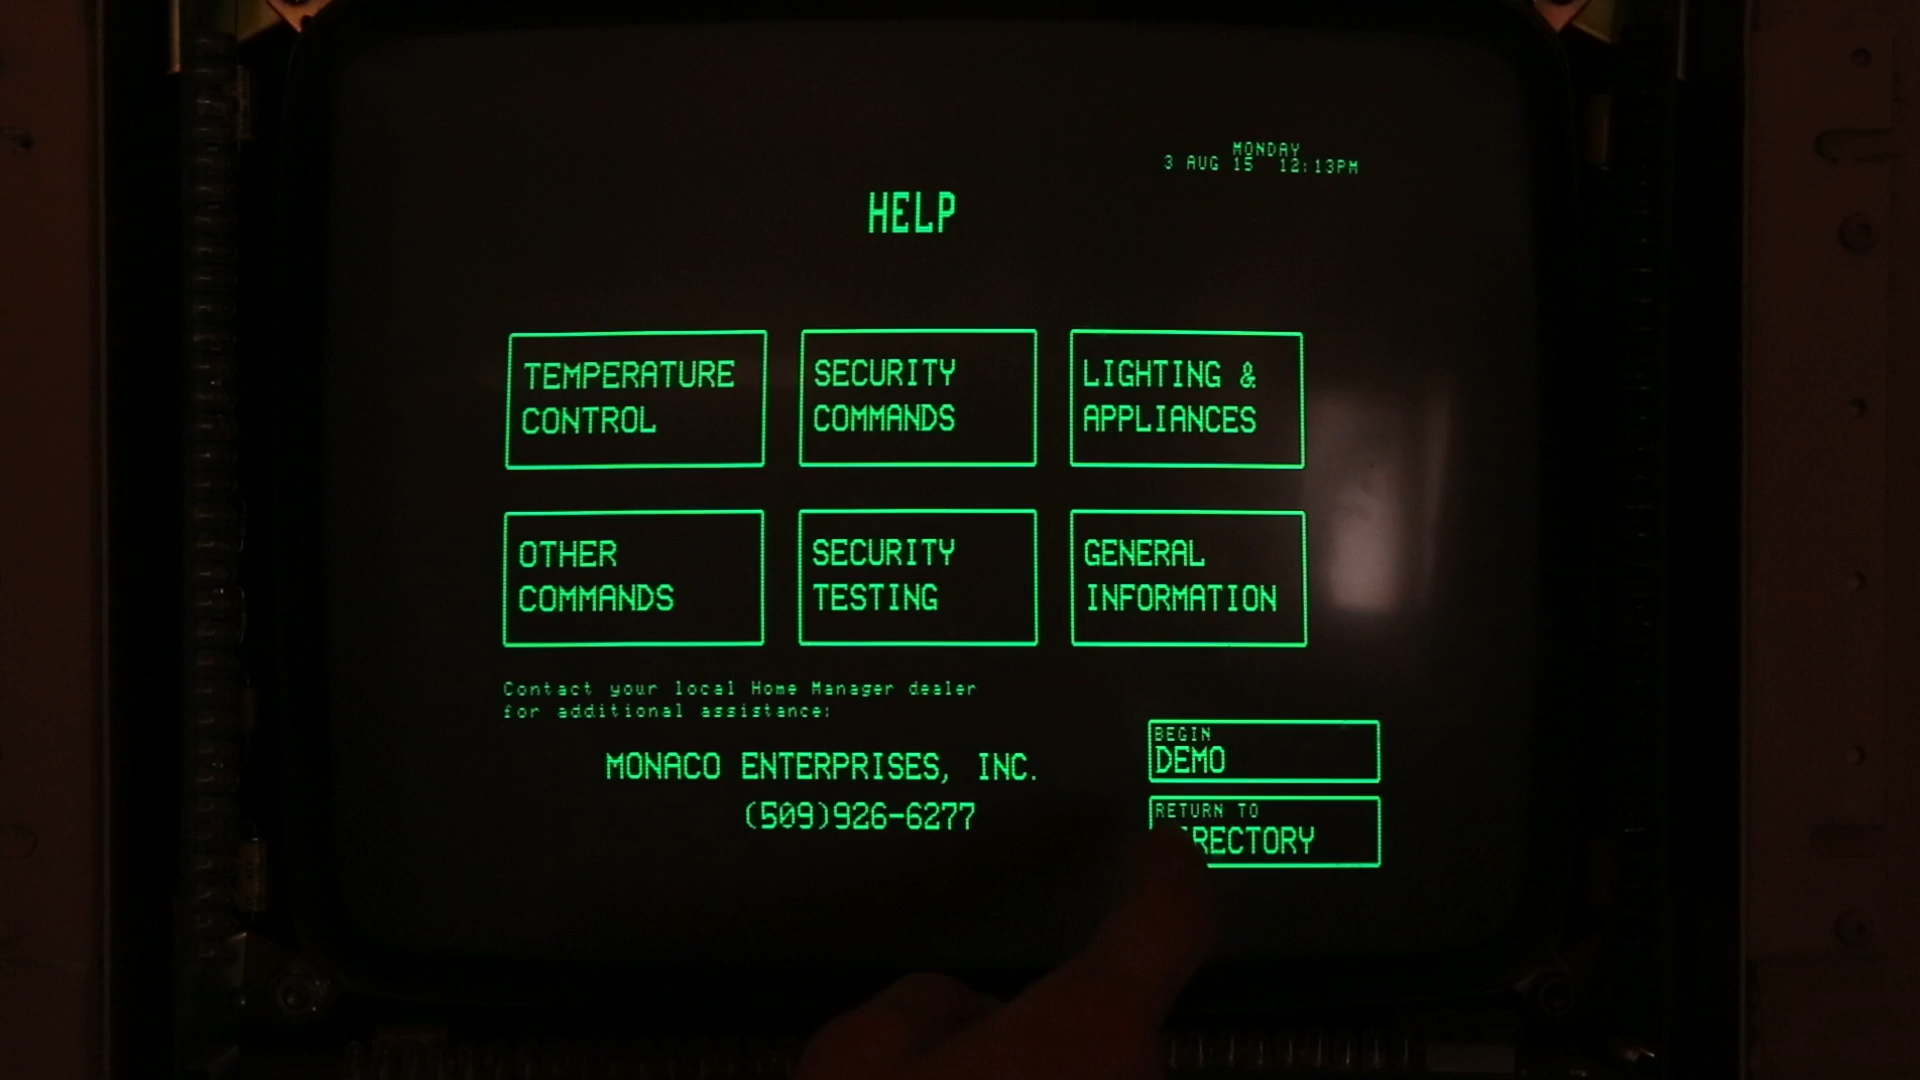 MONDAY
3 AUG 15 12:13PM
HELP
TEMPERATURE
CONTROL
SECURITY
COMMANDS
LIGHTING &
APPLIANCES
OTHER
COMMANDS
SECURITY
TESTING
GENERAL
INFORMATION
Contact your local Home Manager dealer
for additional assistance:
MONACO ENTERPRISES, INC.
(509)926-6277
BEGIN
DEMO
RETURN TO
RECTORY